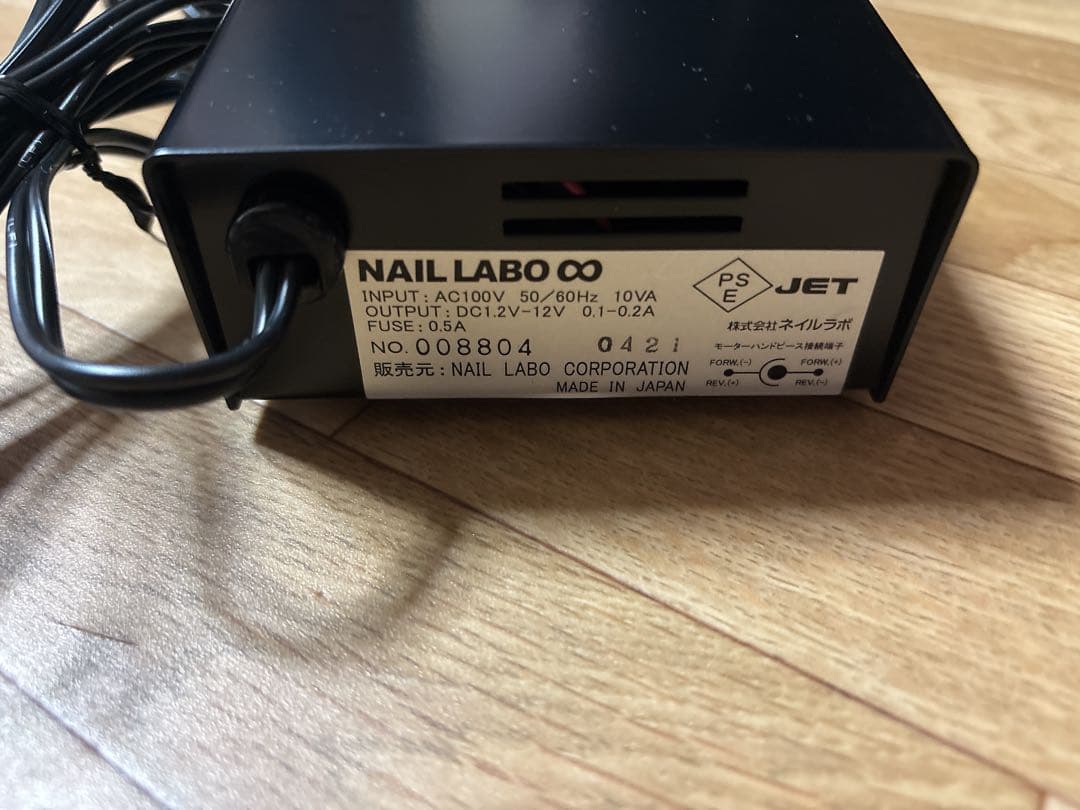 NAIL LABO ∞
INPUT : AC100V 50/60Hz 10VA
OUTPUT : DC1.2V-12V 0.1-0.2A
FUSE : 0.5A
NO. 008804 0421
販売元 : NAIL LABO CORPORATION
MADE IN JAPAN
PS
E
JET
株式会社ネイルラボ
モーターハンドピース接続端子
FORW.(-) FORW.(+)
REV.(+) REV.(-)